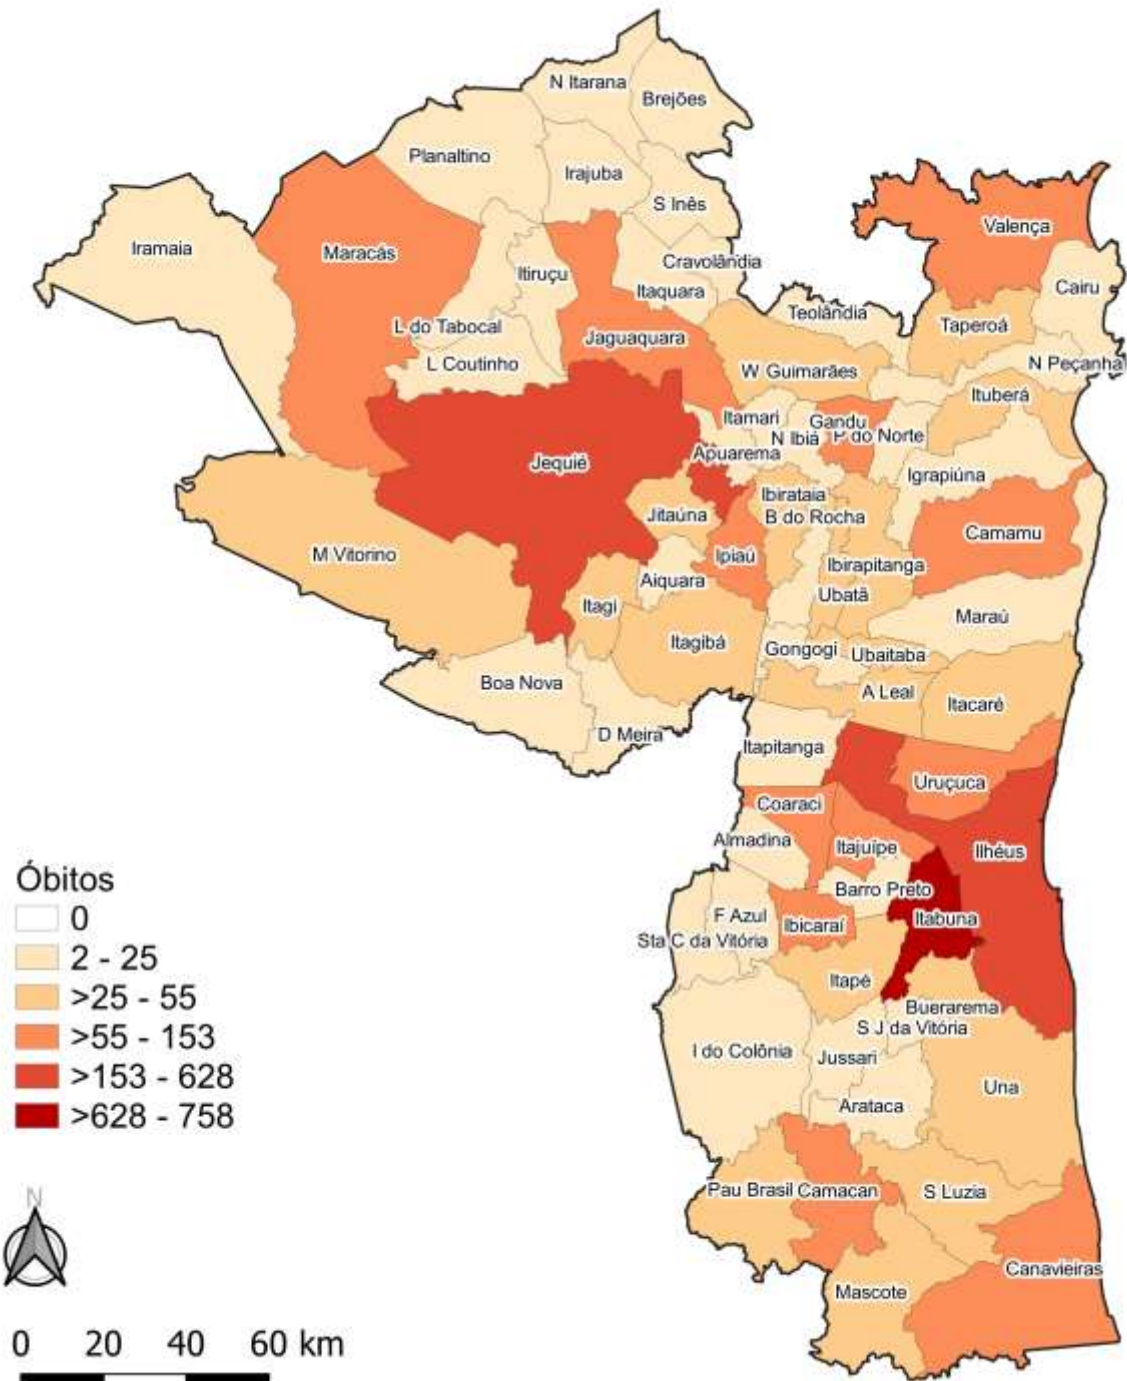 N Itarana
Brejões
Planaltino
Irajuba
S Inês
Valença
Iramaia
Maracás
Cravolândia
Itiruçu
Itaquara
Cairu
Teolândia
L do Tabocal
Jaguaquara
Taperoá
L Coutinho
N Peçanha
W Guimarães
Ituberá
Itamari
Gandu
N Ibiá
P do Norte
Apuarema
Jequié
Igrapiúna
Ibirataia
Jitaúna
B do Rocha
Camamu
M Vitorino
Ipiaú
Ibirapitanga
Aiquara
Ubatã
Itagi
Maraú
Itagibá
Gongogi
Ubaitaba
Boa Nova
A Leal
Itacaré
D Meira
Itapitanga
Uruçuca
Coaraci
Almadina
Itajuípe
Ilhéus
Barro Preto
F Azul
Ibicaraí
Itabuna
Sta C da Vitória
Itapé
Buerarema
S J da Vitória
I do Colônia
Jussari
Una
Arataca
Pau Brasil
Camacan
S Luzia
Canavieiras
Mascote
Óbitos
0
2 - 25
>25 - 55
>55 - 153
>153 - 628
>628 - 758
N
0 20 40 60 km